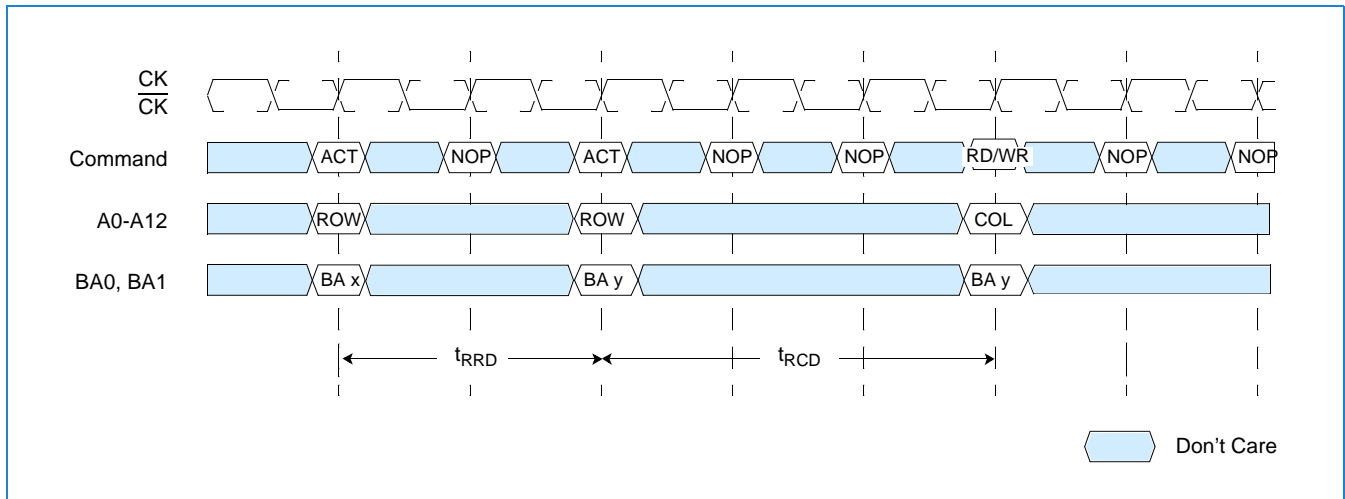 CK
CK
Command ACT NOP ACT NOP NOP RD/WR NOP NOP
A0-A12 ROW ROW COL
BA0, BA1 BA x BA y BA y
tRRD tRCD
Don't Care